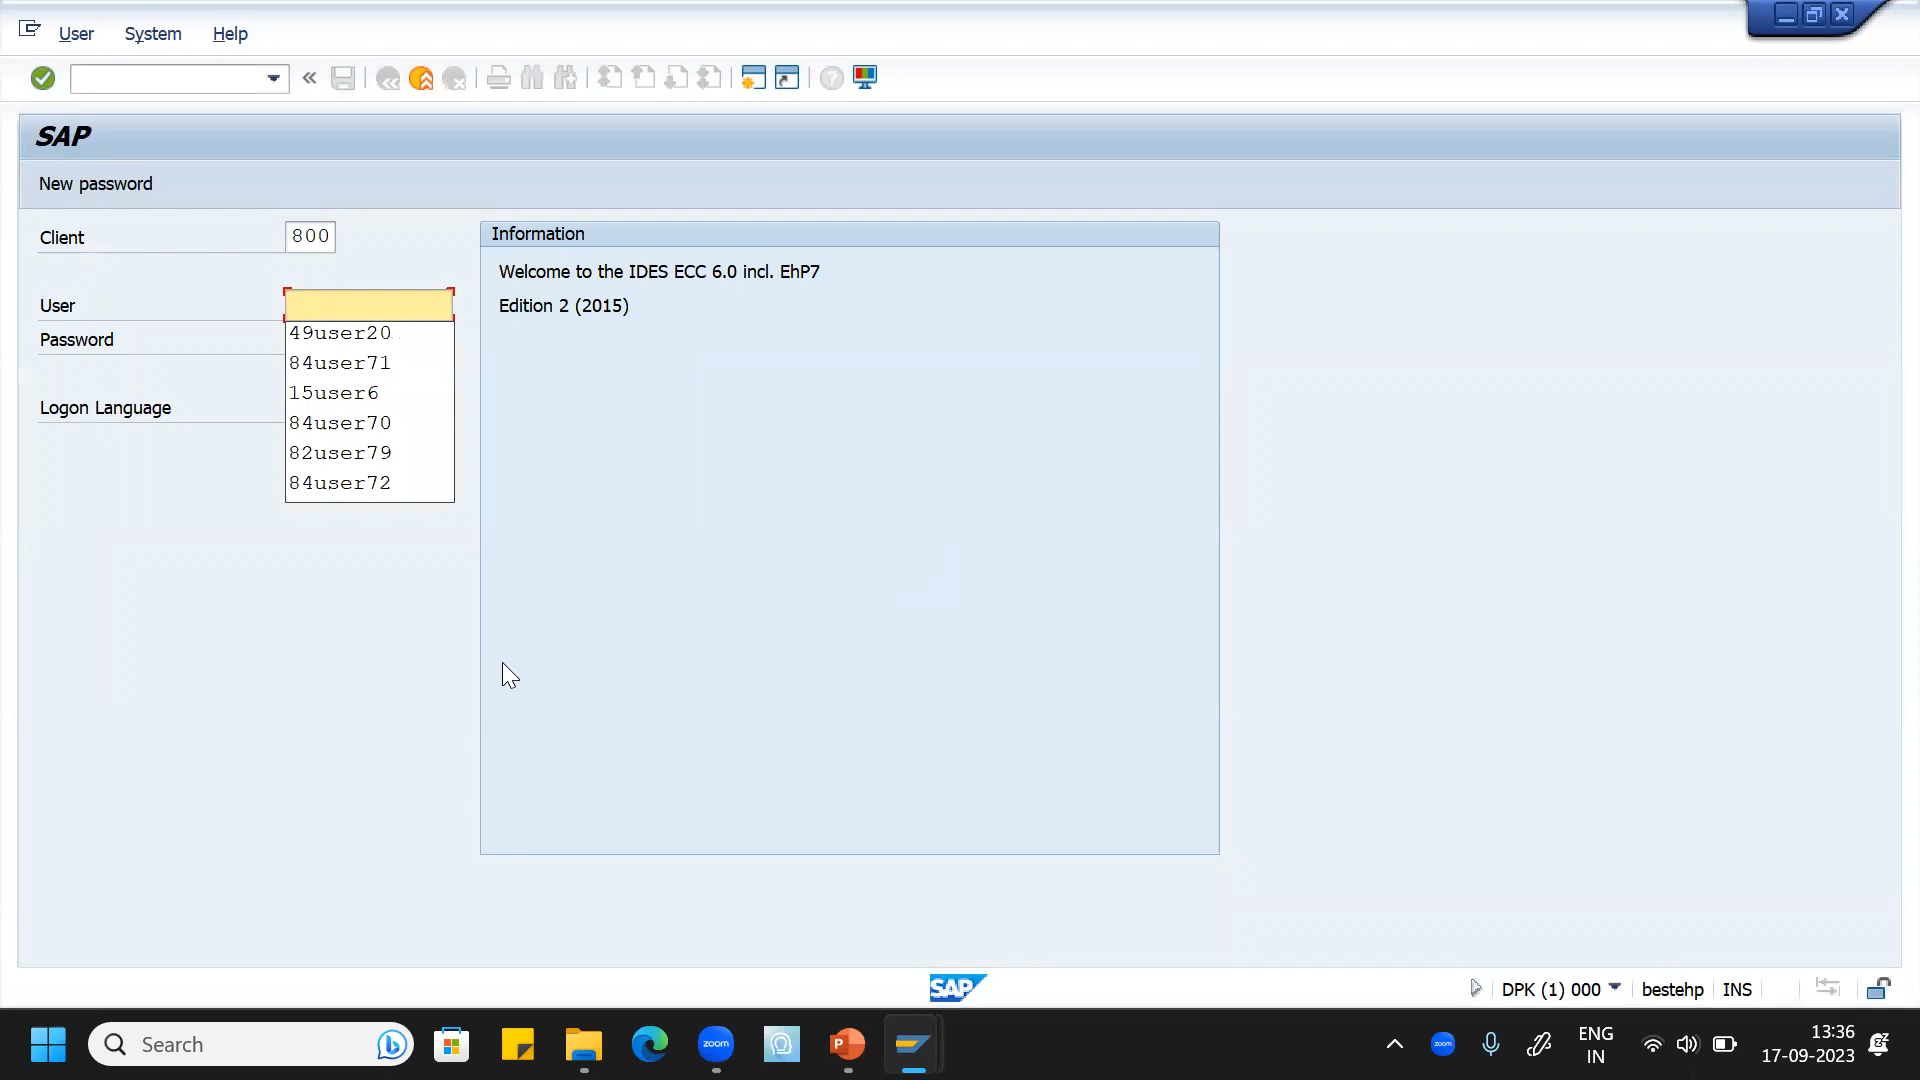 User System Help
SAP
New password
Client 800
Information
Welcome to the IDES ECC 6.0 incl. EhP7
User
Edition 2 (2015)
49user20
Password
84user71
15user6
Logon Language
84user70
82user79
84user72
SAP
DPK (1) 000 bestehp INS
Search
zoom
P
zoom
ENG
IN
13:36
17-09-2023